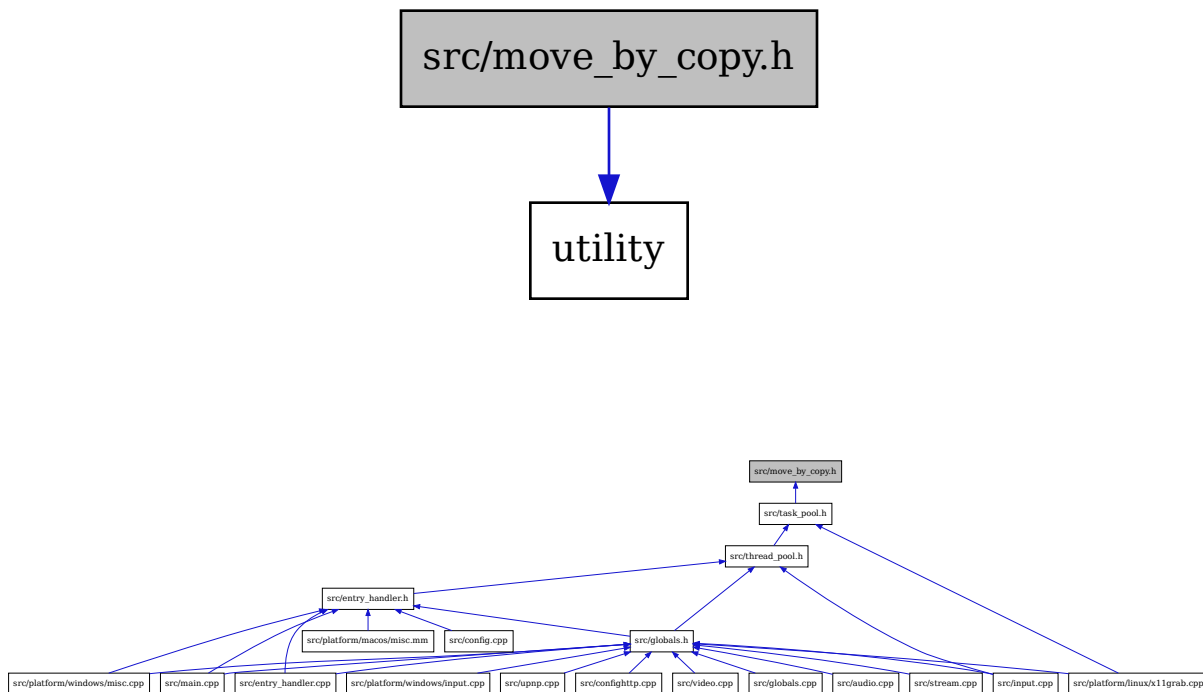 src/move_by_copy.h
utility
src/move_by_copy.h
src/task_pool.h
src/thread_pool.h
src/entry_handler.h
src/platform/macos/misc.mm
src/config.cpp
src/globals.h
src/platform/windows/misc.cpp
src/main.cpp
src/entry_handler.cpp
src/platform/windows/input.cpp
src/upnp.cpp
src/confighttp.cpp
src/video.cpp
src/globals.cpp
src/audio.cpp
src/stream.cpp
src/input.cpp
src/platform/linux/x11grab.cpp